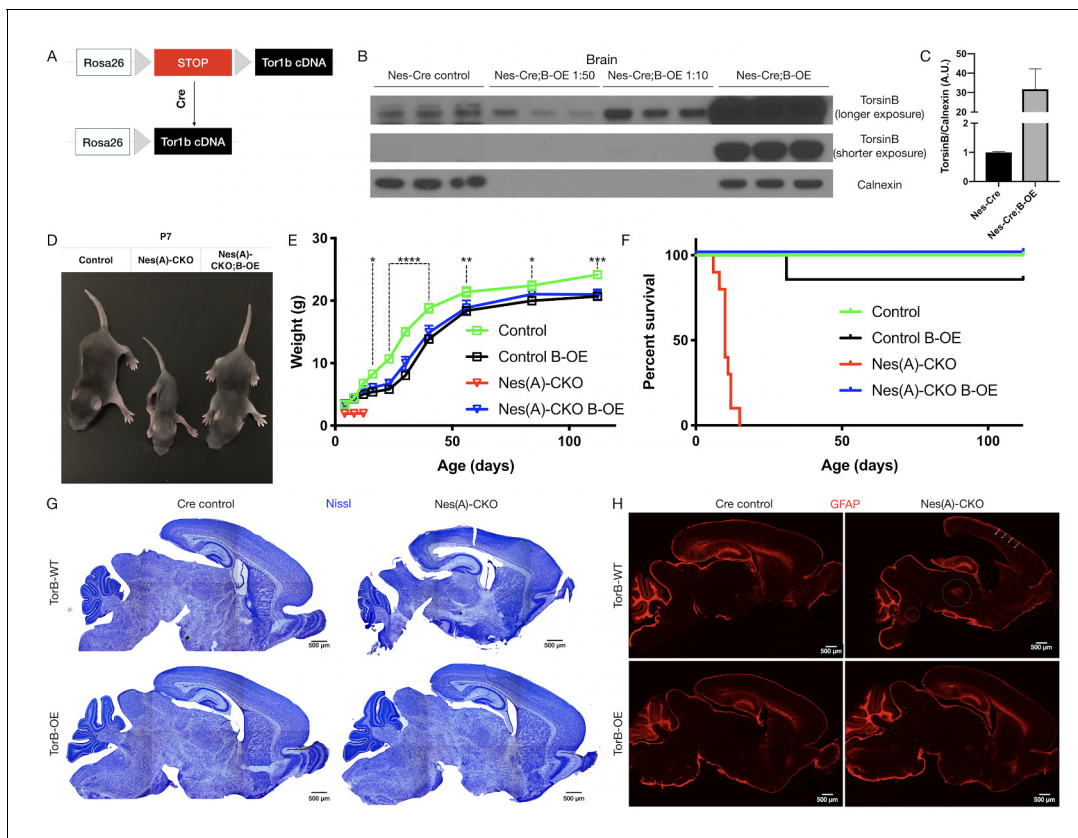 A
Rosa26
STOP
Tor1b cDNA
Cre
Rosa26
Tor1b cDNA
B
Brain
Nes-Cre control
Nes-Cre;B-OE 1:50
Nes-Cre;B-OE 1:10
Nes-Cre;B-OE
TorsinB
(longer exposure)
TorsinB
(shorter exposure)
Calnexin
C
TorsinB/Calnexin (A.U.)
50
40
30
20
2
1
0
Nes-Cre
Nes-Cre;B-OE
D
P7
Control
Nes(A)-CKO
Nes(A)-
CKO;B-OE
E
Weight (g)
30
20
10
0
*
****
**
*
***
Control
Control B-OE
Nes(A)-CKO
Nes(A)-CKO B-OE
0
50
100
Age (days)
F
Percent survival
100
50
0
Control
Control B-OE
Nes(A)-CKO
Nes(A)-CKO B-OE
0
50
100
Age (days)
G
Cre control
Nissl
Nes(A)-CKO
TorB-WT
500 µm
500 µm
TorB-OE
500 µm
500 µm
H
Cre control
GFAP
Nes(A)-CKO
TorB-WT
500 µm
500 µm
TorB-OE
500 µm
500 µm